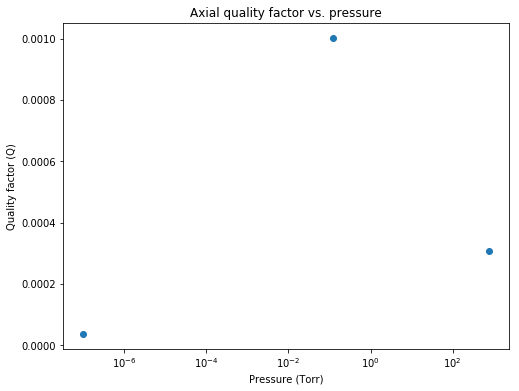 Axial quality factor vs. pressure
Quality factor (Q)
0.0010
0.0008
0.0006
0.0004
0.0002
0.0000
10⁻⁶ 10⁻⁴ 10⁻² 10⁰ 10²
Pressure (Torr)